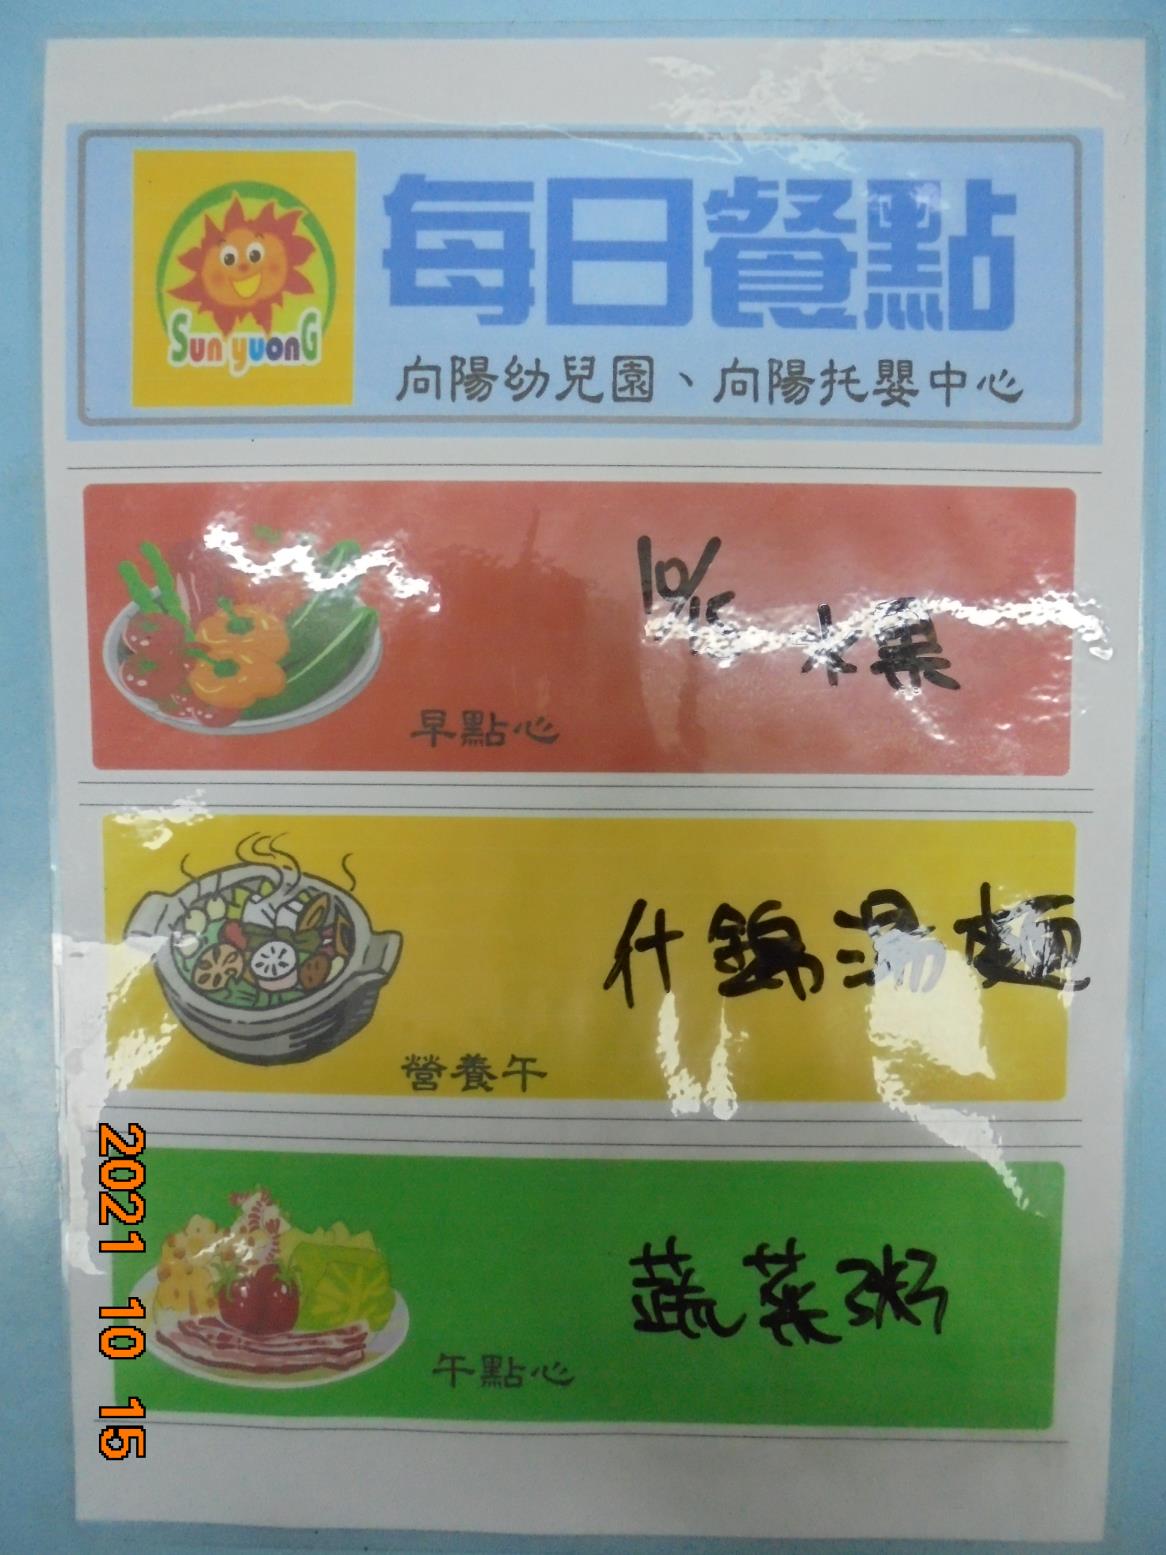 每日餐點
Sun yuonG
向陽幼兒園、向陽托嬰中心
10/15 水果
早點心
什錦湯麵
營養午
蔬菜粥
午點心
2021 10 15